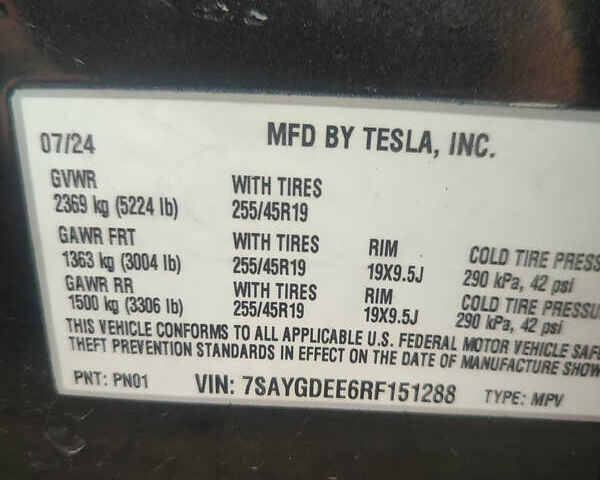 07/24 MFD BY TESLA, INC.
GVWR
2369 kg (5224 lb) WITH TIRES 255/45R19
GAWR FRT
1363 kg (3004 lb) WITH TIRES 255/45R19 RIM 19X9.5J COLD TIRE PRESS 290 kPa, 42 psi
GAWR RR
1500 kg (3306 lb) WITH TIRES 255/45R19 RIM 19X9.5J COLD TIRE PRESSU 290 kPa, 42 psi
THIS VEHICLE CONFORMS TO ALL APPLICABLE U.S. FEDERAL MOTOR VEHICLE SAFE
THEFT PREVENTION STANDARDS IN EFFECT ON THE DATE OF MANUFACTURE SHOW
PNT: PN01 VIN: 7SAYGDEE6RF151288 TYPE: MPV